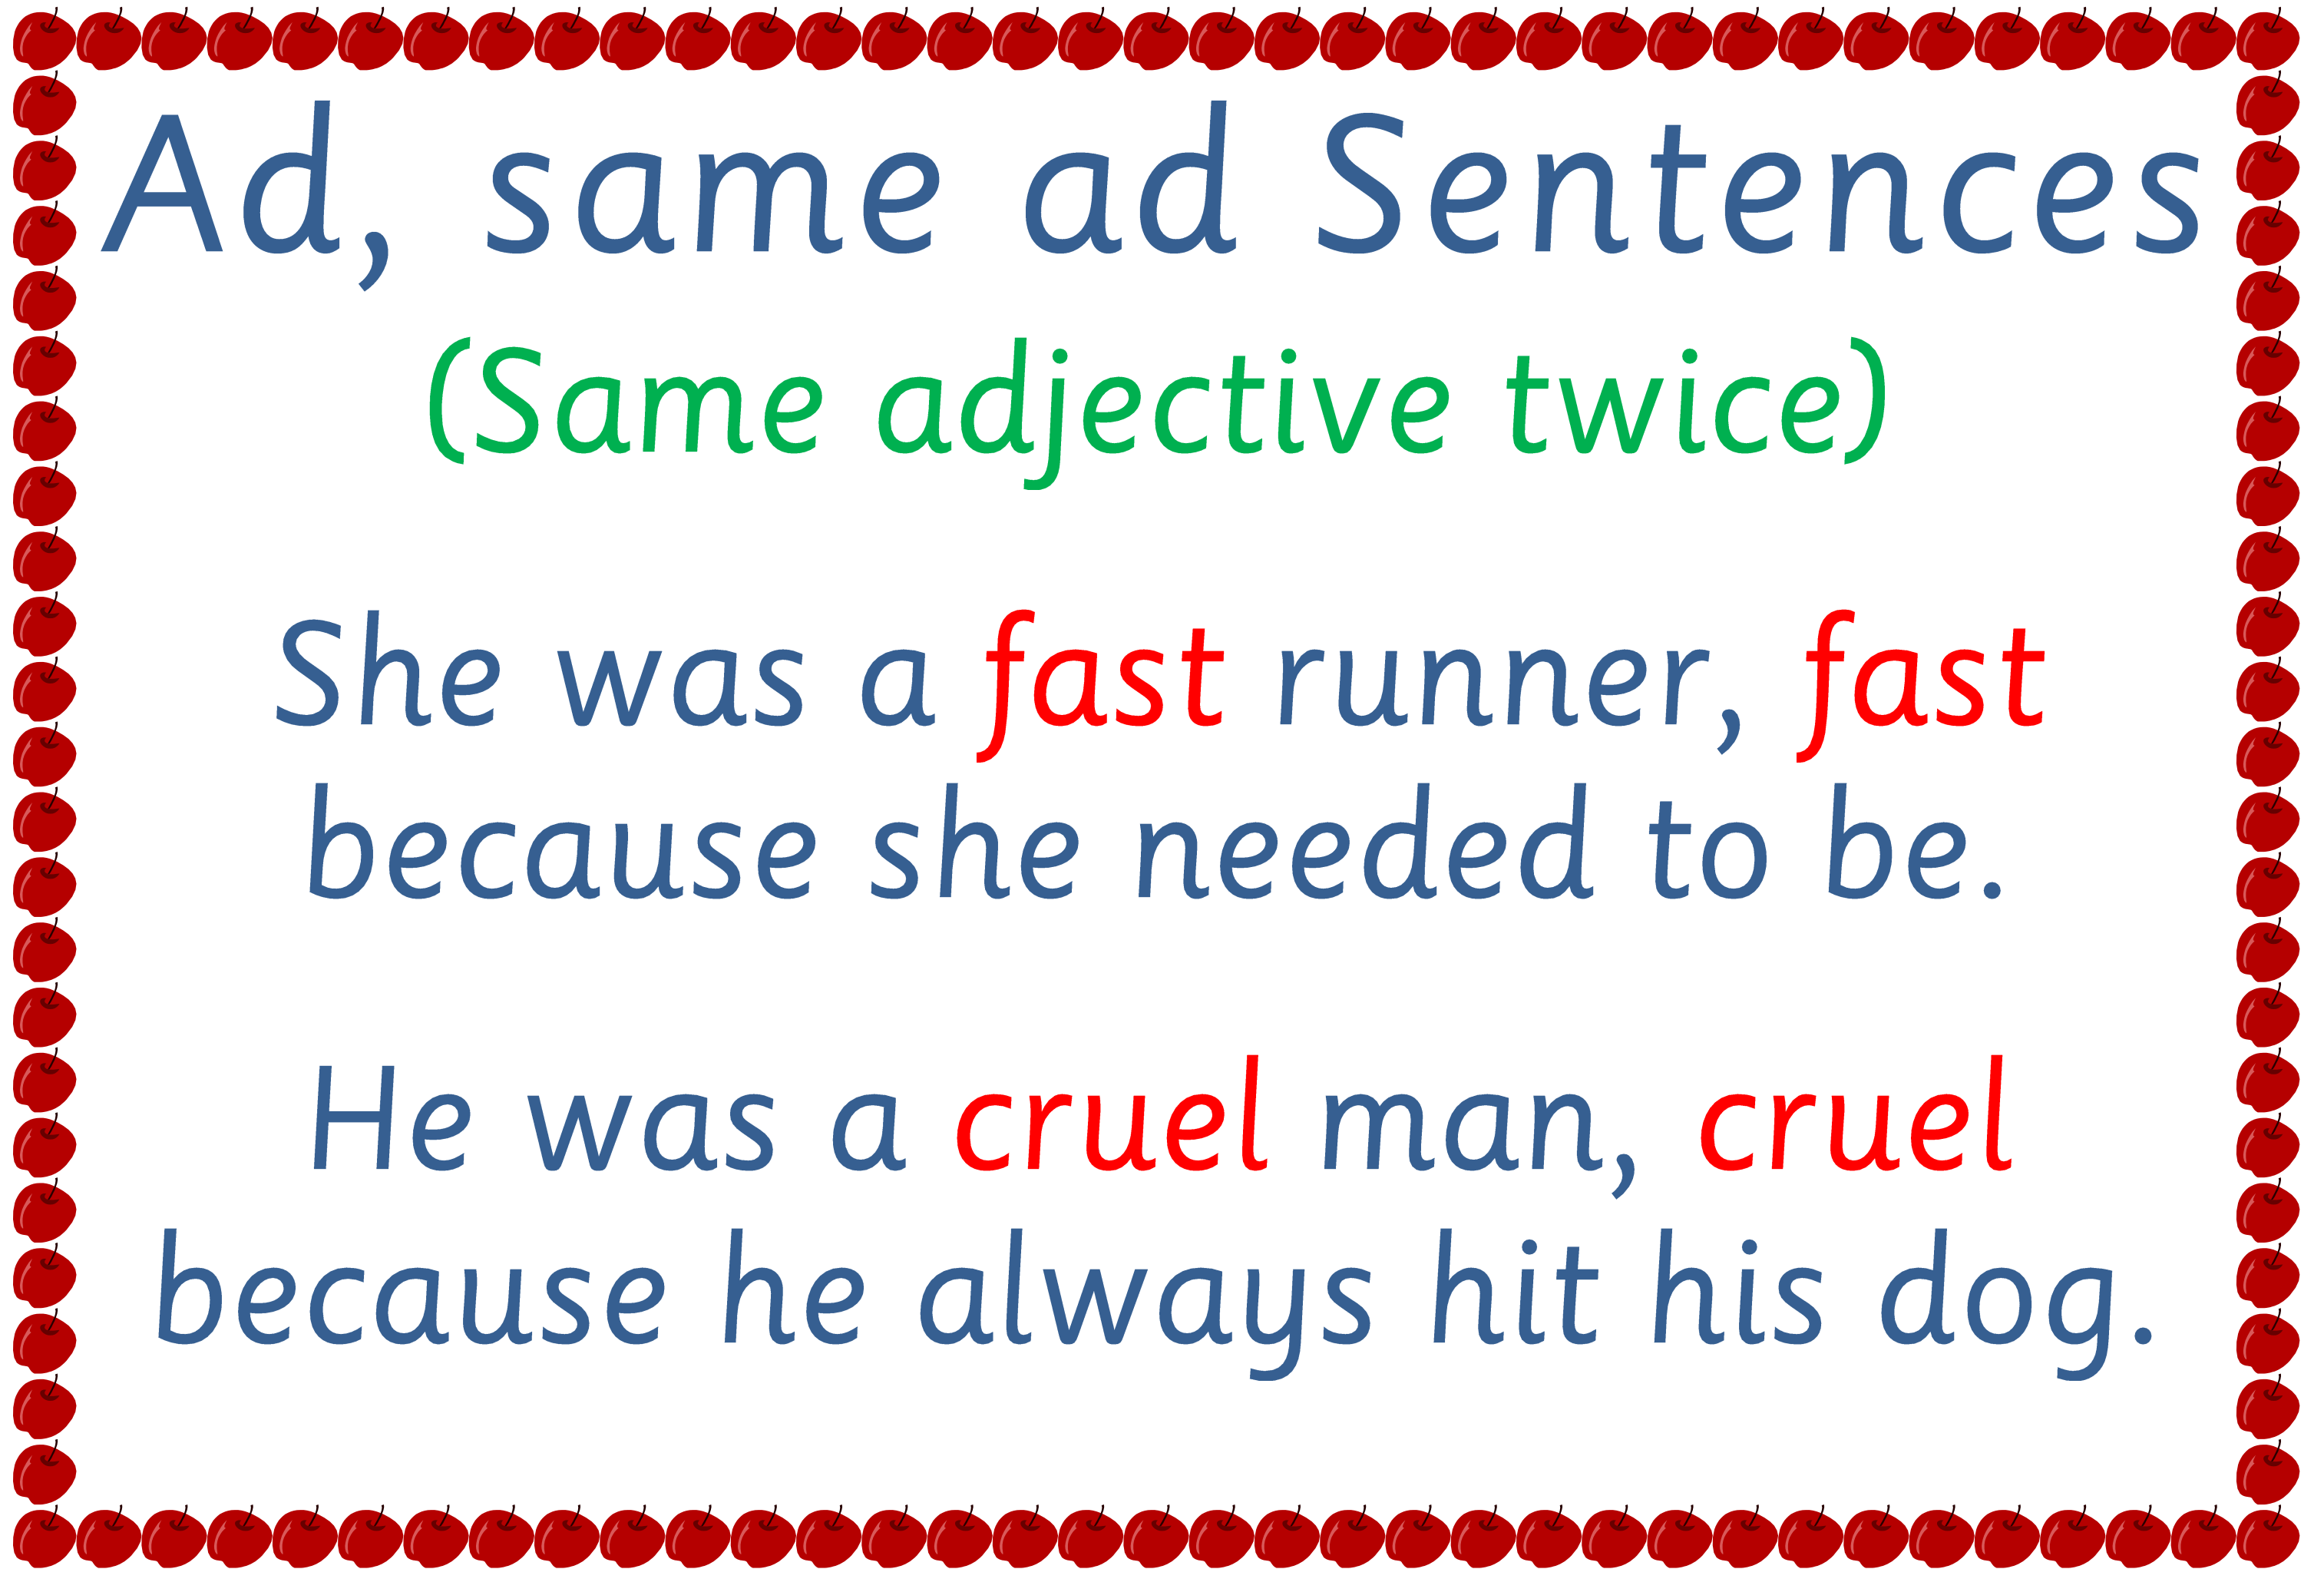 Ad, same ad Sentences
(Same adjective twice)
She was a fast runner, fast
because she needed to be.
He was a cruel man, cruel
because he always hit his dog.